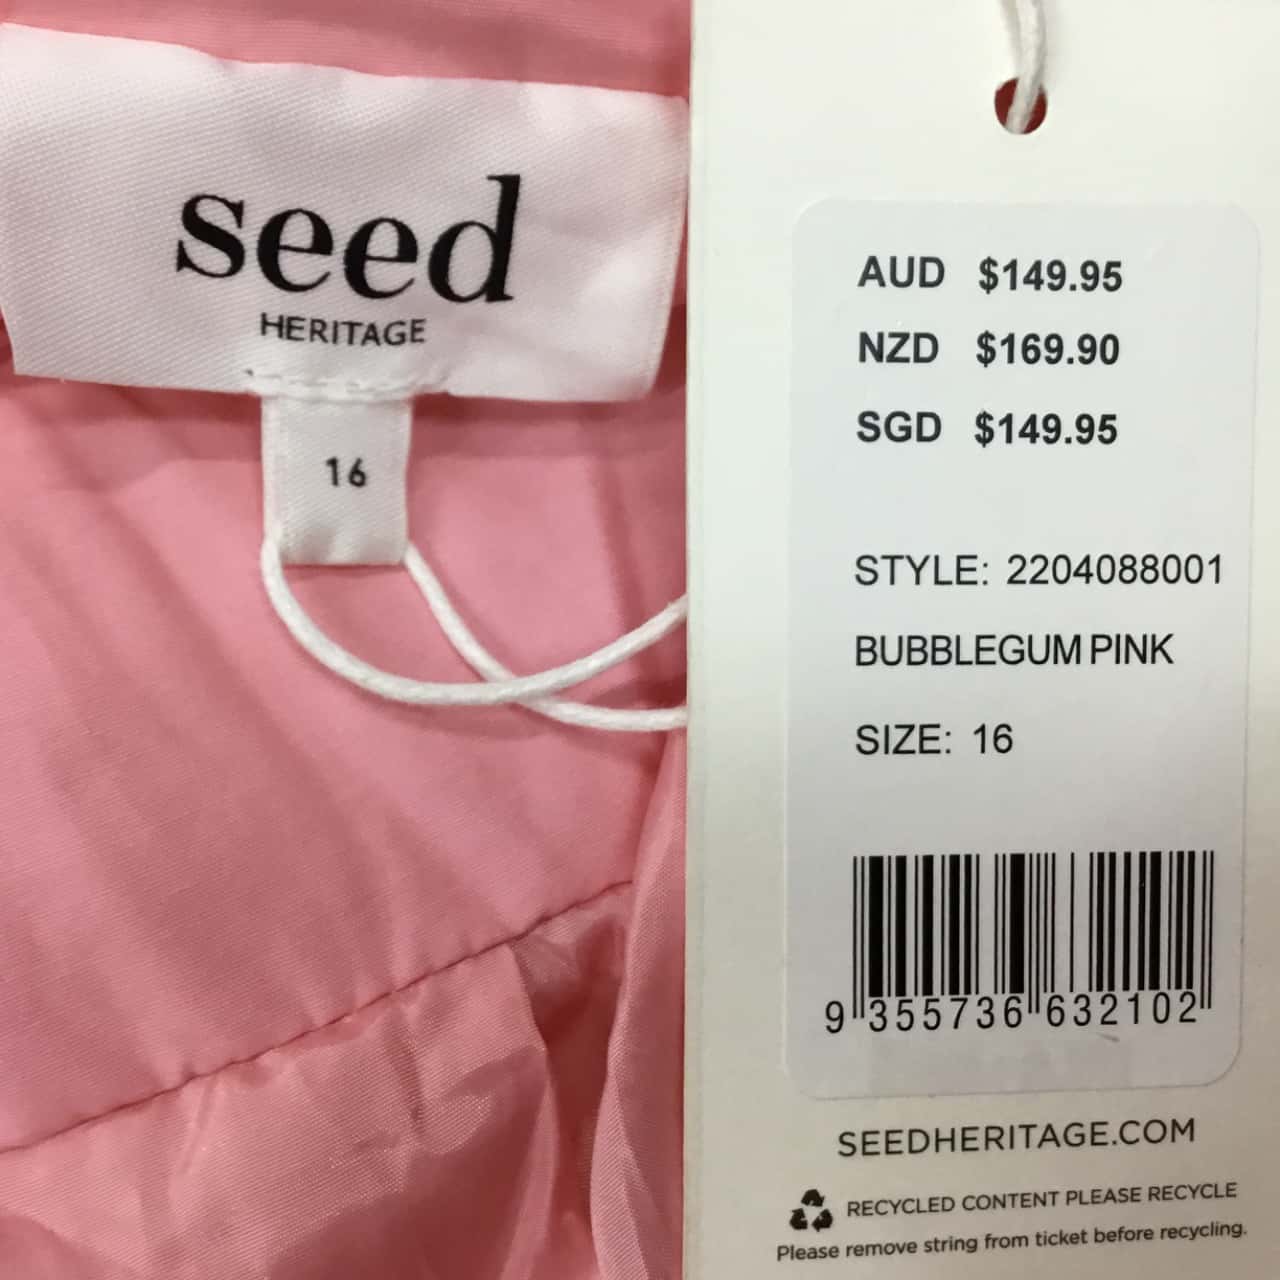 seed
HERITAGE
16
AUD $149.95
NZD $169.90
SGD $149.95
STYLE: 2204088001
BUBBLEGUM PINK
SIZE: 16
9 355736 632102
SEEDHERITAGE.COM
RECYCLED CONTENT PLEASE RECYCLE
Please remove string from ticket before recycling.